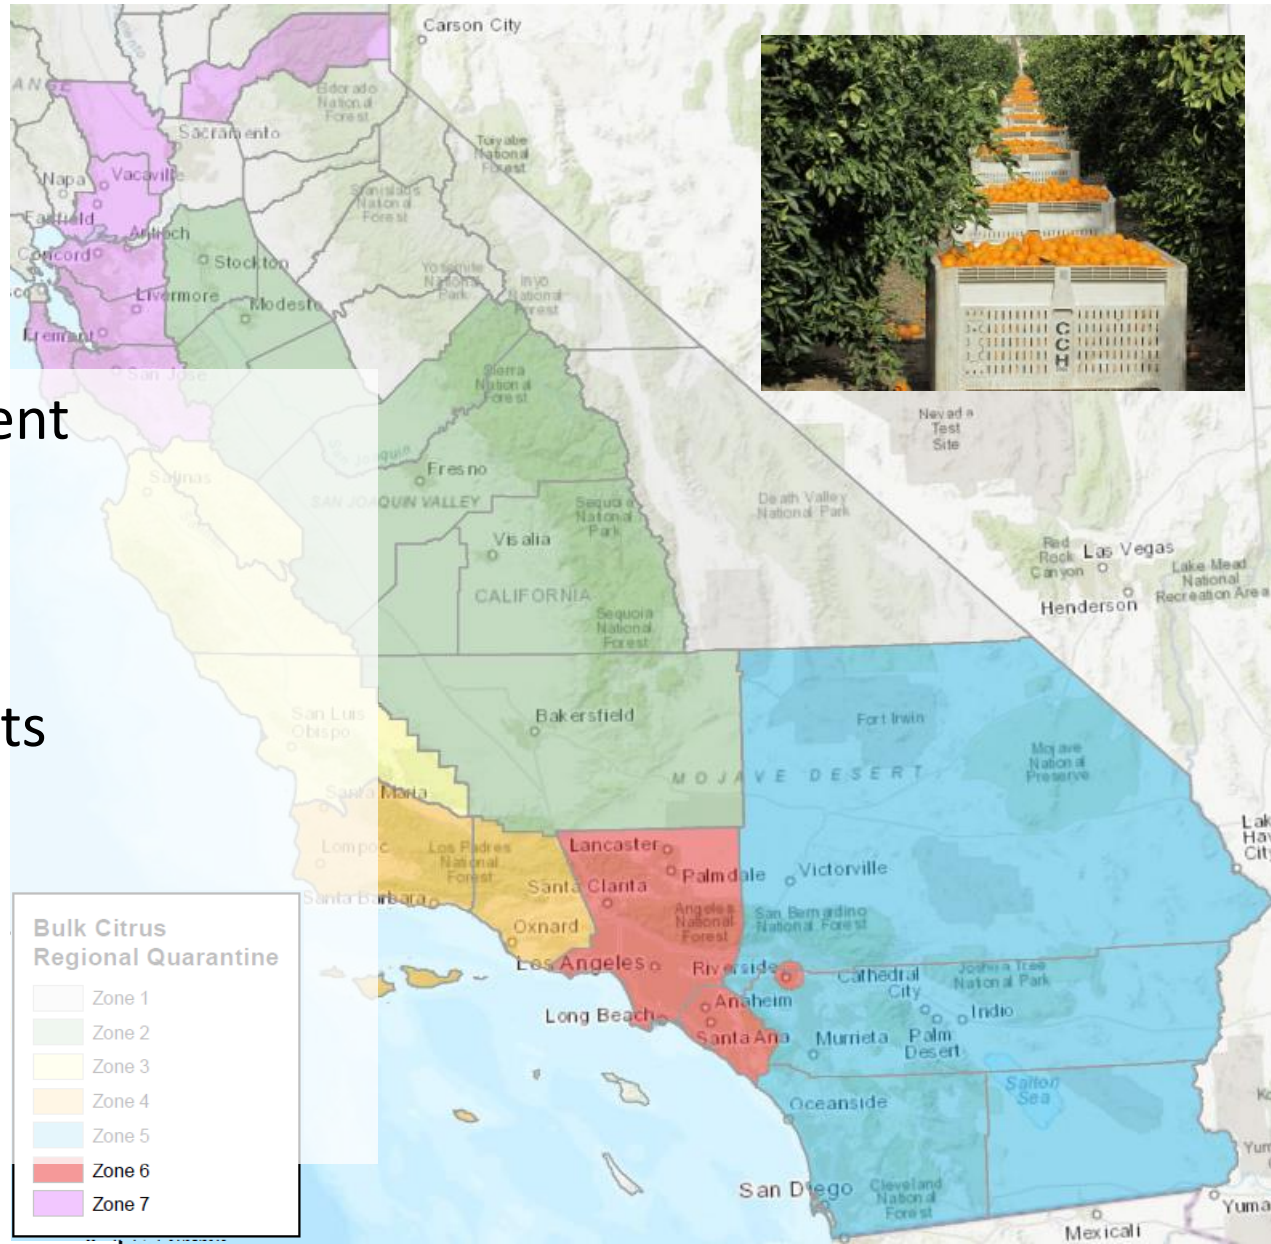 Carson City
Eldorado
National
Forest
Sacramento
Toiyabe
National
Forest
Napa
Vacaville
Stanislaus
National
Forest
Fairfield
Antioch
Concord
Stockton
Yosemite
National
Park
Inyo
National
Forest
Livermore
Modesto
Fremont
San Jose
CCH
Sierra
National
Forest
ent
Nevada
Test
Site
San Joaquin
Fresno
Salinas
SAN JOAQUIN VALLEY
Sequoia
National
Park
Death Valley
National Park
Visalia
Red
Rock
Canyon
Las Vegas
Lake Mead
National
Recreation Area
Henderson
CALIFORNIA
Sequoia
National
Forest
ts
San Luis
Obispo
Bakersfield
Fort Irwin
Mojave
National
Preserve
MOJAVE DESERT
Santa Maria
Lompoc
Los Padres
National
Forest
Lancaster
Palmdale
Victorville
Lak
Hav
City
Santa Clarita
Santa Barbara
Angeles
National
Forest
San Bernardino
National Forest
Oxnard
Los Angeles
Riverside
Cathedral
City
Joshua Tree
National Park
Long Beach
Anaheim
Indio
Santa Ana
Murrieta
Palm
Desert
Oceanside
Salton
Sea
San Diego
Cleveland
National
Forest
Yuma
Mexicali
Bulk Citrus
Regional Quarantine
Zone 1
Zone 2
Zone 3
Zone 4
Zone 5
Zone 6
Zone 7